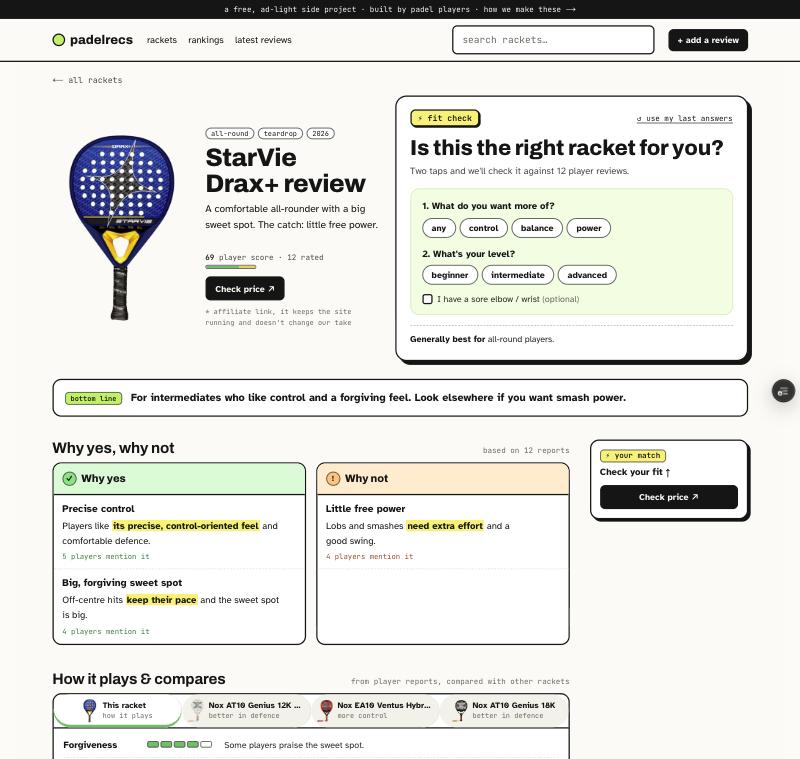 a free, ad-light side project · built by padel players · how we make these →
padelrecs
rackets
rankings
latest reviews
search rackets…
+ add a review
← all rackets
all-round
teardrop
2026
StarVie
Drax+ review
A comfortable all-rounder with a big
sweet spot. The catch: little free power.
69 player score · 12 rated
Check price ↗
* affiliate link, it keeps the site
running and doesn't change our take
STARVIE
⚡ fit check
↺ use my last answers
Is this the right racket for you?
Two taps and we'll check it against 12 player reviews.
1. What do you want more of?
any
control
balance
power
2. What's your level?
beginner
intermediate
advanced
I have a sore elbow / wrist (optional)
Generally best for all-round players.
bottom line
For intermediates who like control and a forgiving feel. Look elsewhere if you want smash power.
Why yes, why not
based on 12 reports
Why yes
Precise control
Players like its precise, control-oriented feel and
comfortable defence.
5 players mention it
Big, forgiving sweet spot
Off-centre hits keep their pace and the sweet spot
is big.
4 players mention it
! Why not
Little free power
Lobs and smashes need extra effort and a
good swing.
4 players mention it
⚡ your match
Check your fit ↑
Check price ↗
How it plays & compares
from player reports, compared with other rackets
This racket
how it plays
Nox AT10 Genius 12K …
better in defence
Nox EA10 Ventus Hybr…
more control
Nox AT10 Genius 18K
better in defence
Forgiveness
Some players praise the sweet spot.